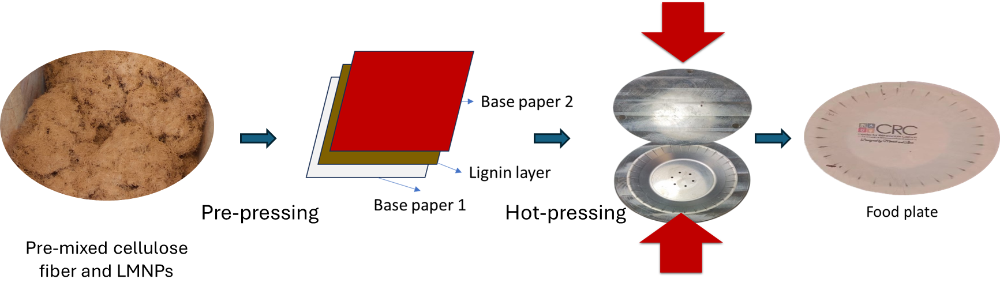 Base paper 2
Lignin layer
Base paper 1
Pre-pressing
Hot-pressing
Pre-mixed cellulose
fiber and LMNPs
CRC
Food plate